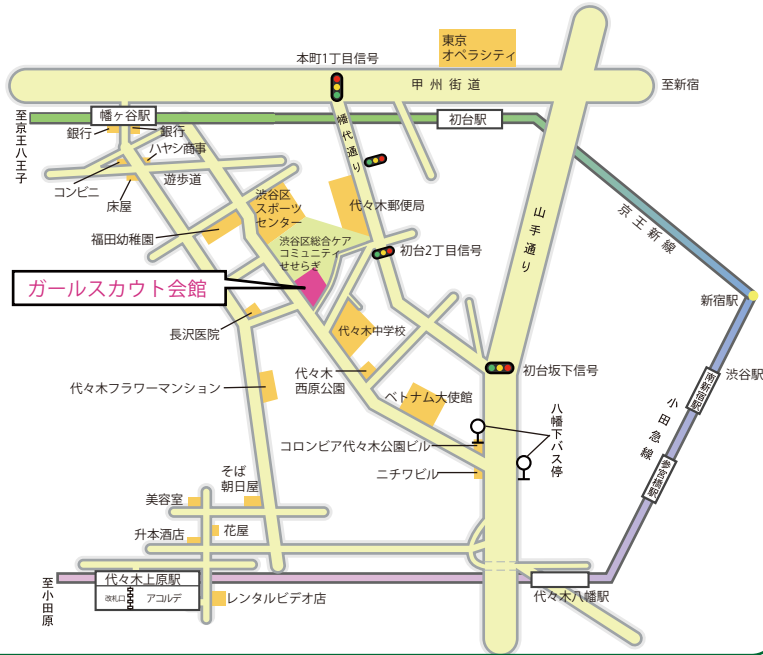 東京
オペラシティ
本町1丁目信号
甲州街道
至新宿
至京王八王子
幡ヶ谷駅
初台駅
銀行
銀行
幡代通り
ハヤシ商事
コンビニ
遊歩道
床屋
渋谷区
スポーツ
センター
代々木郵便局
山手通り
京王新線
福田幼稚園
渋谷区総合ケア
コミュニティ
せせらぎ
初台2丁目信号
ガールスカウト会館
新宿駅
長沢医院
代々木中学校
代々木
西原公園
初台坂下信号
渋谷駅
南新宿駅
代々木フラワーマンション
ベトナム大使館
小田急線
八幡下バス停
コロンビア代々木公園ビル
参宮橋駅
ニチワビル
そば
朝日屋
美容室
升本酒店
花屋
至小田原
代々木上原駅
改札口
アコルデ
レンタルビデオ店
代々木八幡駅